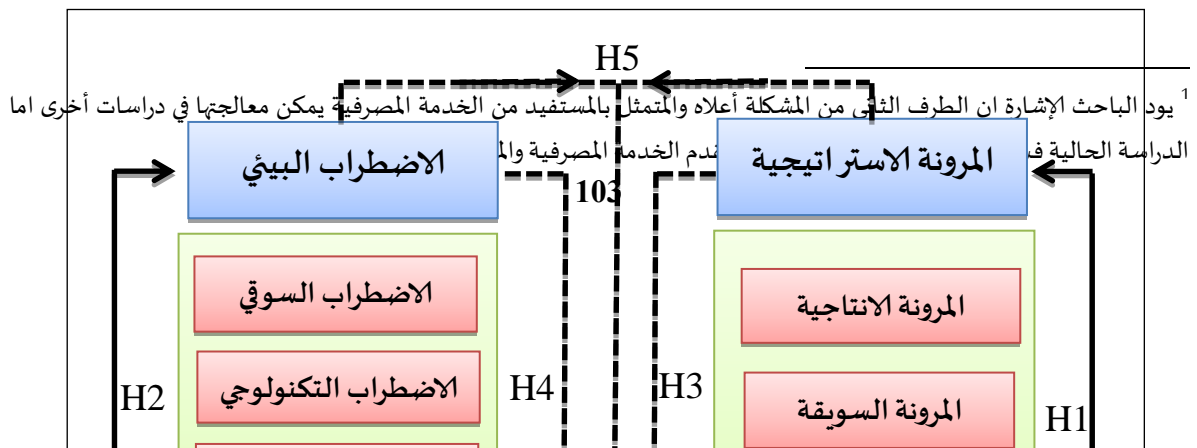 H5
1 يود الباحث الإشارة ان الطرف الثاني من المشكلة أعلاه والمتمثل بالمستفيد من الخدمة المصرفية يمكن معالجتها في دراسات أخرى اما
الدراسة الحالية قدم الخدمة المصرفية
المرونة الاستراتيجية
الاضطراب البيئي
103
الاضطراب السوقي
المرونة الانتاجية
الاضطراب التكنولوجي
المرونة السويقة
H1
H3
H4
H2